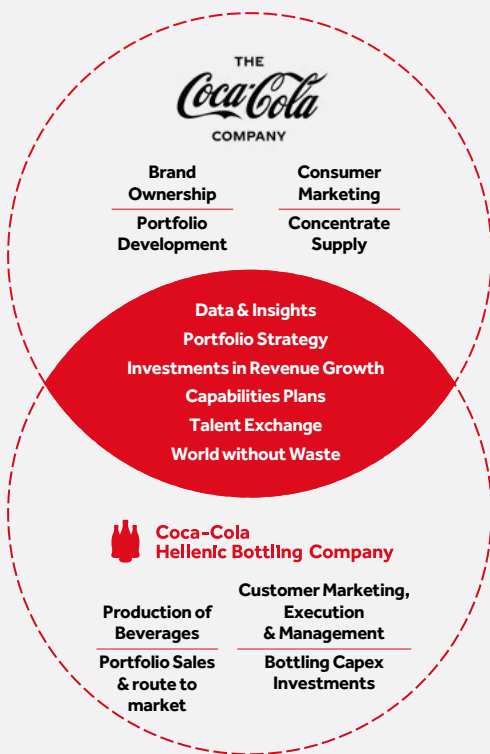 THE
Coca-Cola
COMPANY
Brand
Ownership
Portfolio
Development
Consumer
Marketing
Concentrate
Supply
Data & Insights
Portfolio Strategy
Investments in Revenue Growth
Capabilities Plans
Talent Exchange
World without Waste
Coca-Cola
Hellenic Bottling Company
Production of
Beverages
Portfolio Sales
& route to
market
Customer Marketing,
Execution
& Management
Bottling Capex
Investments